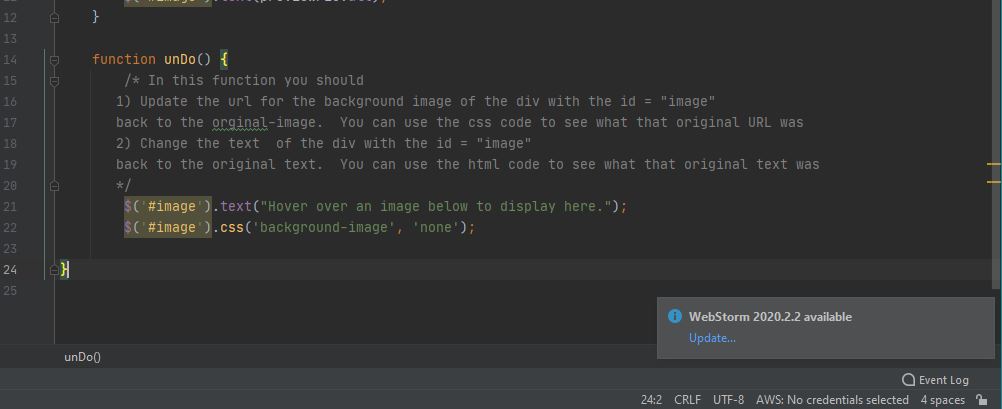 12 }
13
14 function unDo() {
15 /* In this function you should
16 1) Update the url for the background image of the div with the id = "image"
17 back to the orginal-image.  You can use the css code to see what that original URL was
18 2) Change the text  of the div with the id = "image"
19 back to the original text.  You can use the html code to see what that original text was
20 */
21 $('#image').text("Hover over an image below to display here.");
22 $('#image').css('background-image', 'none');
23
24 }
25
WebStorm 2020.2.2 available
Update...
unDo()
Event Log
24:2 CRLF UTF-8 AWS: No credentials selected 4 spaces